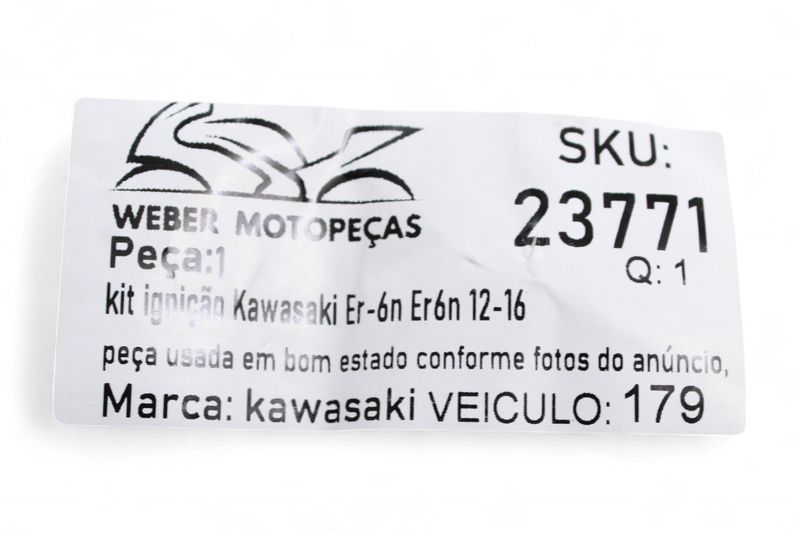 WEBER MOTOPEÇAS
SKU:
23771
Q: 1
Peça:1
kit ignição Kawasaki Er-6n Er6n 12-16
peça usada em bom estado conforme fotos do anúncio,
Marca: kawasaki VEICULO: 179